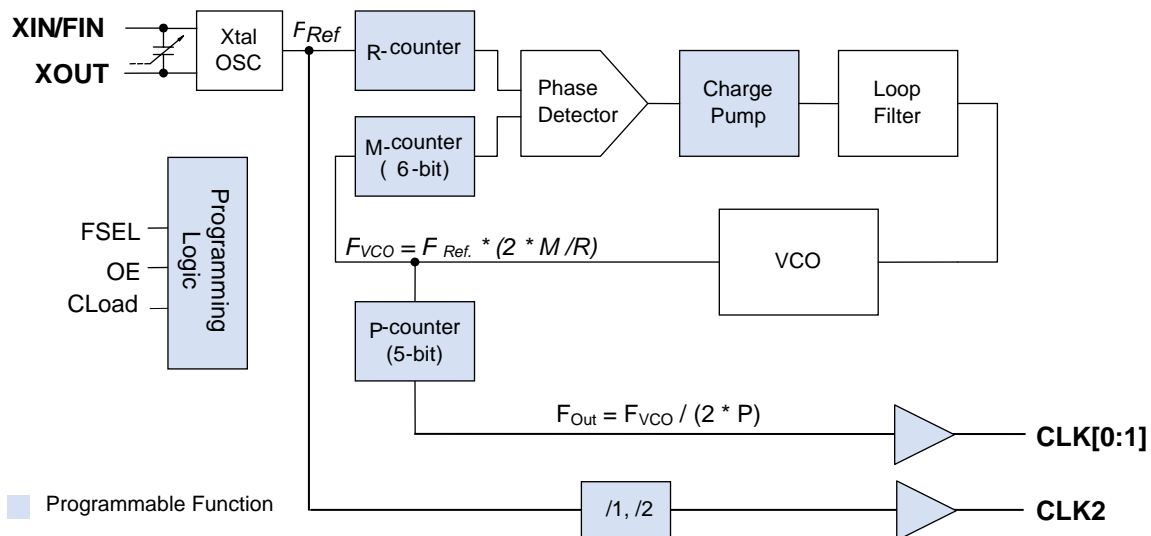 XIN/FIN
XOUT
Xtal
OSC
FRef
R-counter
M-counter
( 6-bit)
Phase
Detector
Charge
Pump
Loop
Filter
VCO
FVCO = F Ref. * (2 * M /R)
Programming
Logic
FSEL
OE
CLoad
P-counter
(5-bit)
FOut = FVCO / (2 * P)
CLK[0:1]
/1, /2
CLK2
Programmable Function